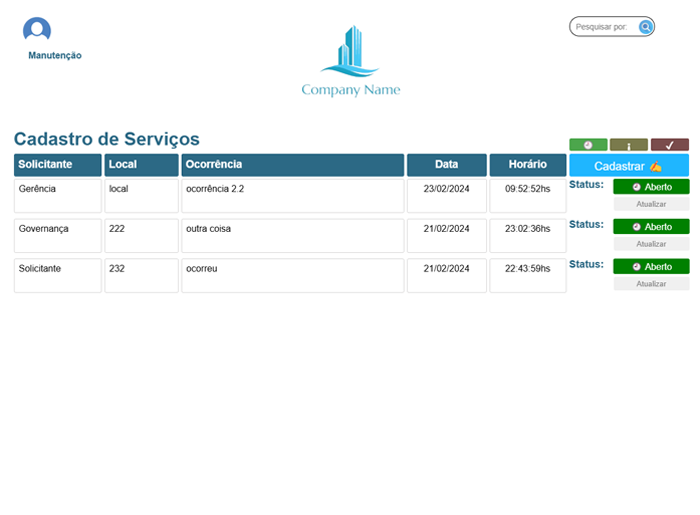 Manutenção
Company Name
Pesquisar por:
Cadastro de Serviços
Solicitante Local Ocorrência Data Horário Cadastrar
Gerência local ocorrência 2.2 23/02/2024 09:52:52hs Status: Aberto
Atualizar
Governança 222 outra coisa 21/02/2024 23:02:36hs Status: Aberto
Atualizar
Solicitante 232 ocorreu 21/02/2024 22:43:59hs Status: Aberto
Atualizar